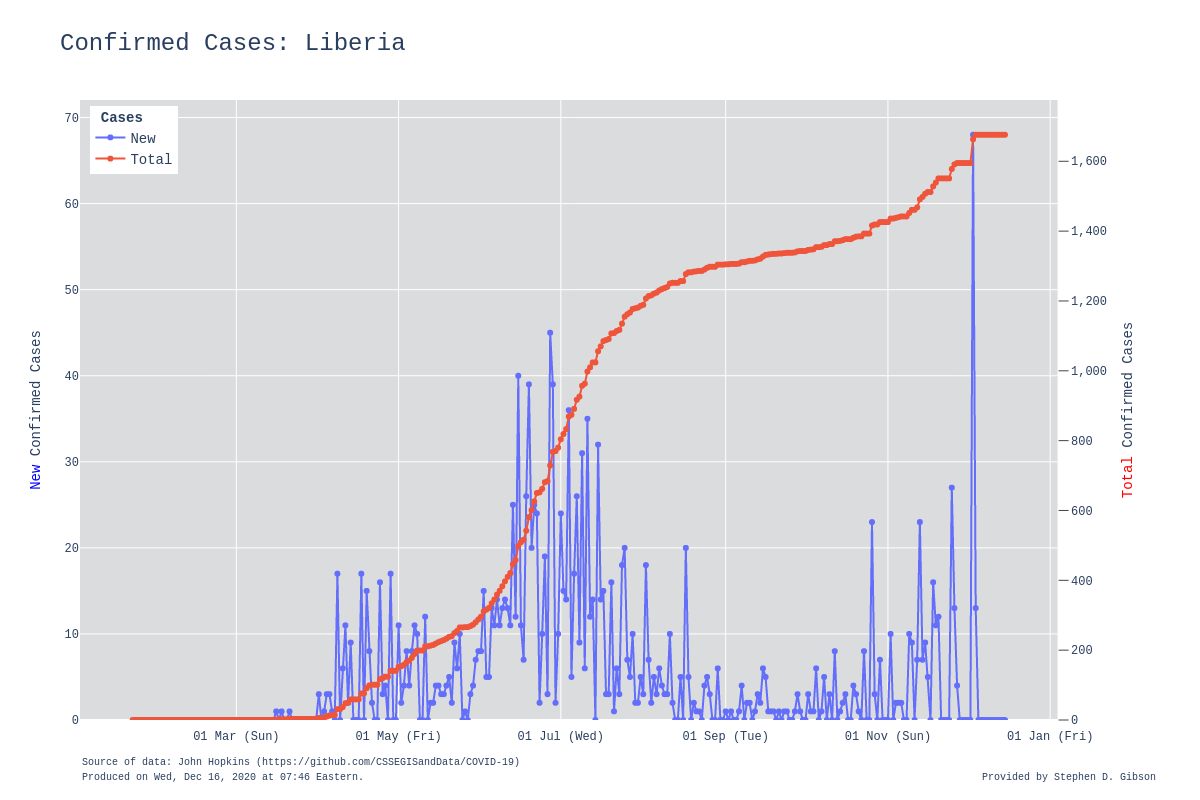 Confirmed Cases: Liberia
Cases
New
Total
70
60
50
40
30
20
10
0
1,600
1,400
1,200
1,000
800
600
400
200
0
New Confirmed Cases
Total Confirmed Cases
01 Mar (Sun) 01 May (Fri) 01 Jul (Wed) 01 Sep (Tue) 01 Nov (Sun) 01 Jan (Fri)
Source of data: John Hopkins (https://github.com/CSSEGISandData/COVID-19)
Produced on Wed, Dec 16, 2020 at 07:46 Eastern.
Provided by Stephen D. Gibson